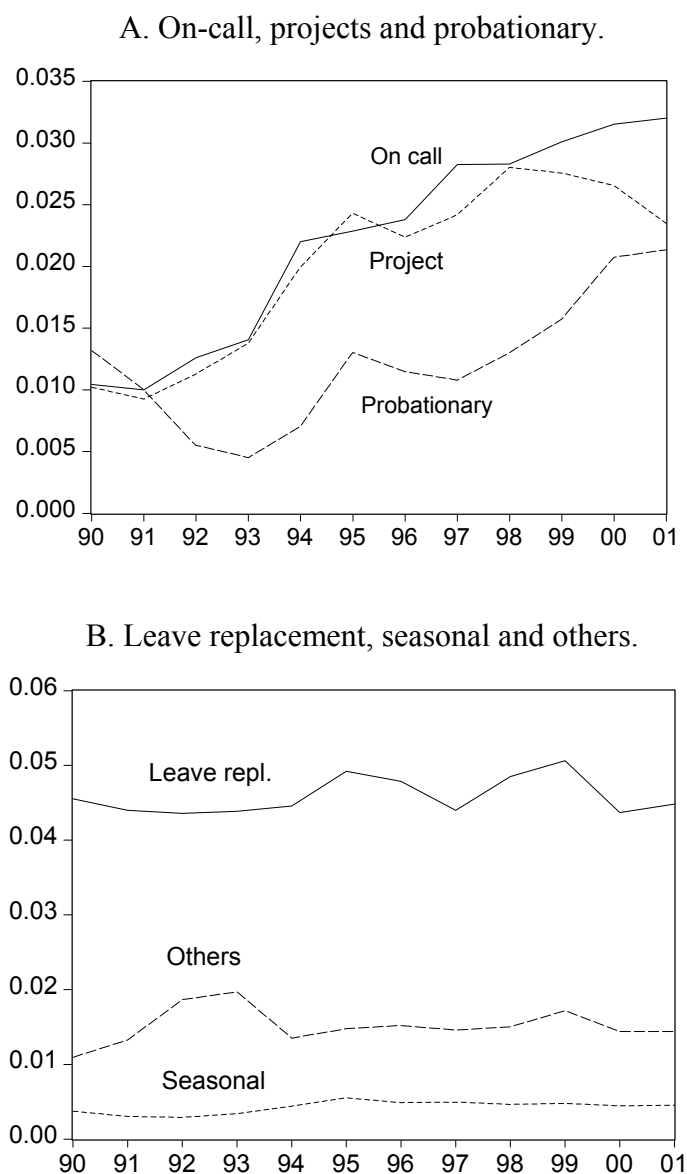 A. On-call, projects and probationary.
0.035
0.030
0.025
0.020
0.015
0.010
0.005
0.000
On call
Project
Probationary
90 91 92 93 94 95 96 97 98 99 00 01
B. Leave replacement, seasonal and others.
0.06
0.05
0.04
0.03
0.02
0.01
0.00
Leave repl.
Others
Seasonal
90 91 92 93 94 95 96 97 98 99 00 01